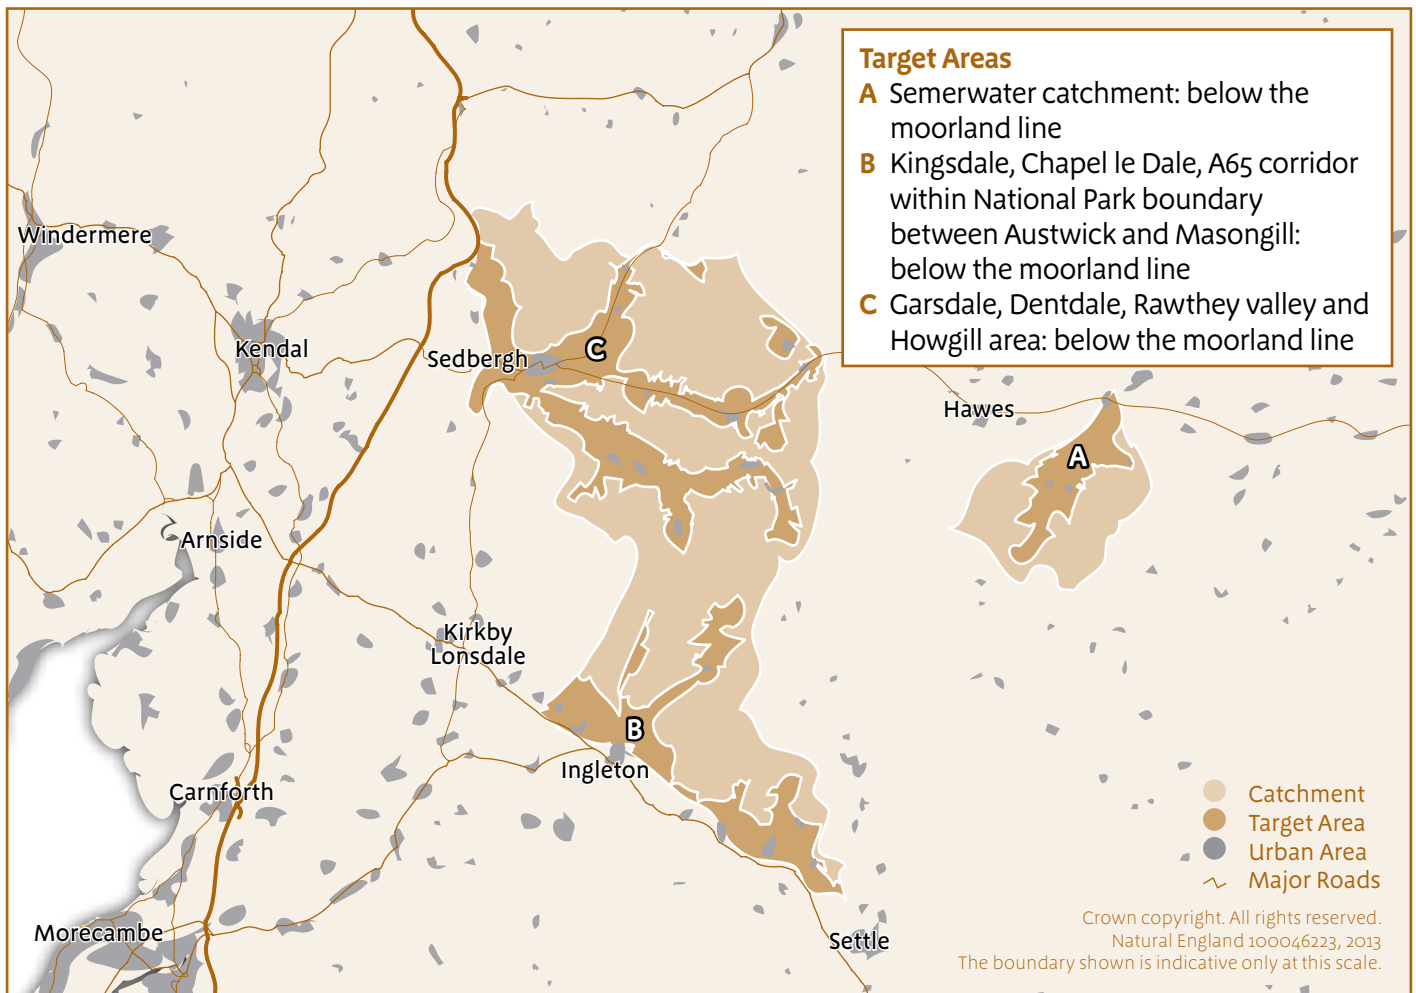 Target Areas
A Semerwater catchment: below the
moorland line
B Kingsdale, Chapel le Dale, A65 corridor
within National Park boundary
between Austwick and Masongill:
below the moorland line
C Garsdale, Dentdale, Rawthey valley and
Howgill area: below the moorland line
Windermere
Kendal
Sedbergh
C
Hawes
A
Arnside
Kirkby
Lonsdale
B
Ingleton
Carnforth
Morecambe
Settle
Catchment
Target Area
Urban Area
Major Roads
Crown copyright. All rights reserved.
Natural England 100046223, 2013
The boundary shown is indicative only at this scale.